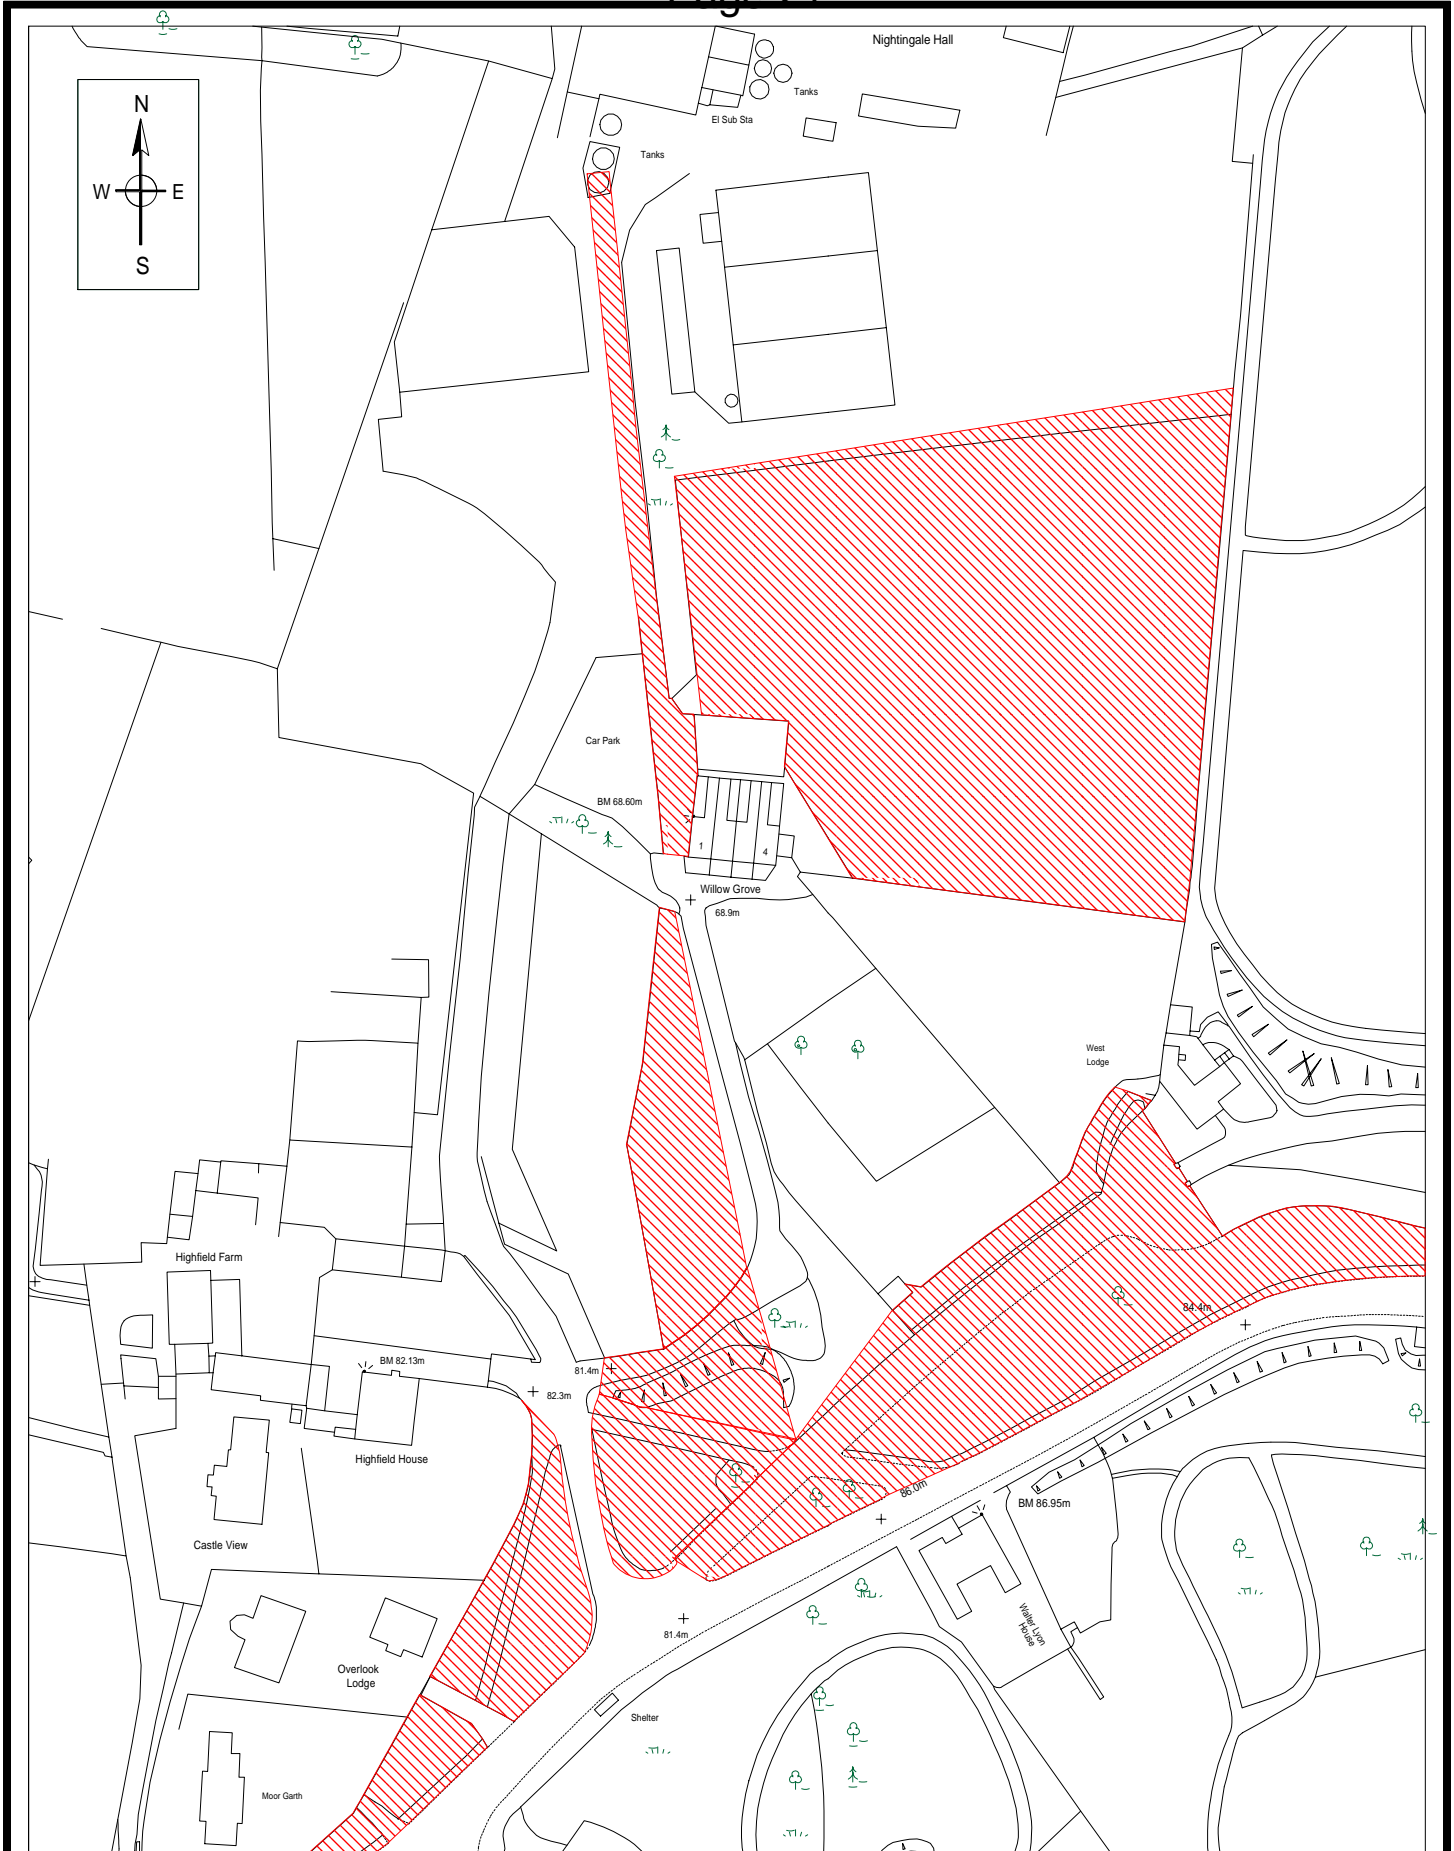 Nightingale Hall
N
W
E
S
Tanks
El Sub Sta
Tanks
Car Park
BM 68.60m
1
4
Willow Grove
68.9m
West
Lodge
Highfield Farm
84.4m
BM 82.13m
81.4m
82.3m
Highfield House
86.0m
BM 86.95m
Castle View
Walter Lyon
House
81.4m
Overlook
Lodge
Shelter
Moor Garth